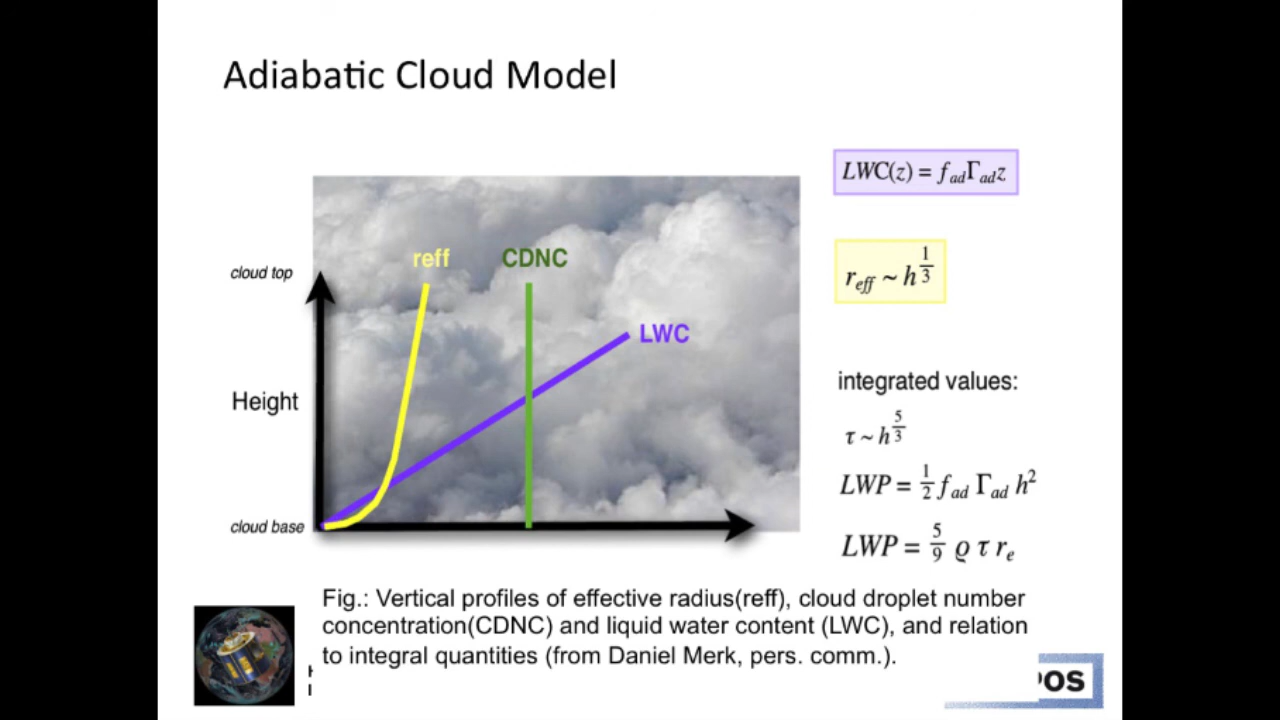 Adiabatic Cloud Model
LWC(z) = f_ad Γ_ad z
reff
CDNC
cloud top
r_eff ~ h^(1/3)
LWC
Height
integrated values:
τ ~ h^(5/3)
LWP = 1/2 f_ad Γ_ad h^2
cloud base
LWP = 5/9 ϱ τ r_e
Fig.: Vertical profiles of effective radius(reff), cloud droplet number
concentration(CDNC) and liquid water content (LWC), and relation
to integral quantities (from Daniel Merk, pers. comm.).